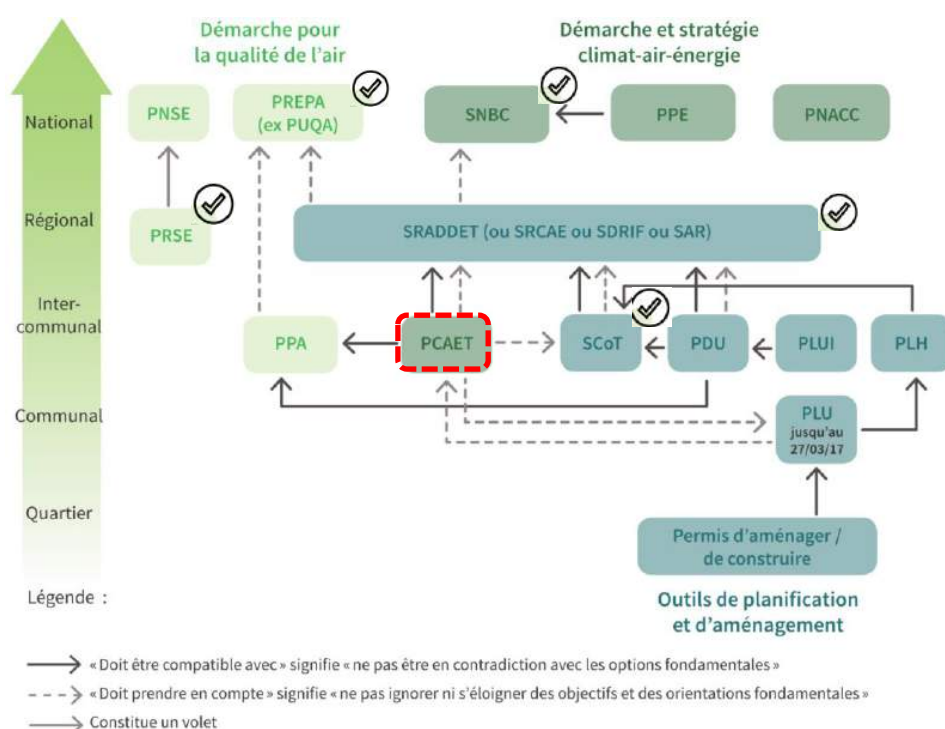 Démarche pour
la qualité de l'air
Démarche et stratégie
climat-air-énergie
National
PNSE
PREPA
(ex PUQA)
SNBC
PPE
PNACC
Régional
PRSE
SRADDET (ou SRCAE ou SDRIF ou SAR)
Inter-
communal
PPA
PCAET
SCoT
PDU
PLUI
PLH
Communal
PLU
jusqu'au
27/03/17
Quartier
Permis d'aménager /
de construire
Légende :
Outils de planification
et d'aménagement
« Doit être compatible avec » signifie « ne pas être en contradiction avec les options fondamentales »
« Doit prendre en compte » signifie « ne pas ignorer ni s'éloigner des objectifs et des orientations fondamentales »
Constitue un volet